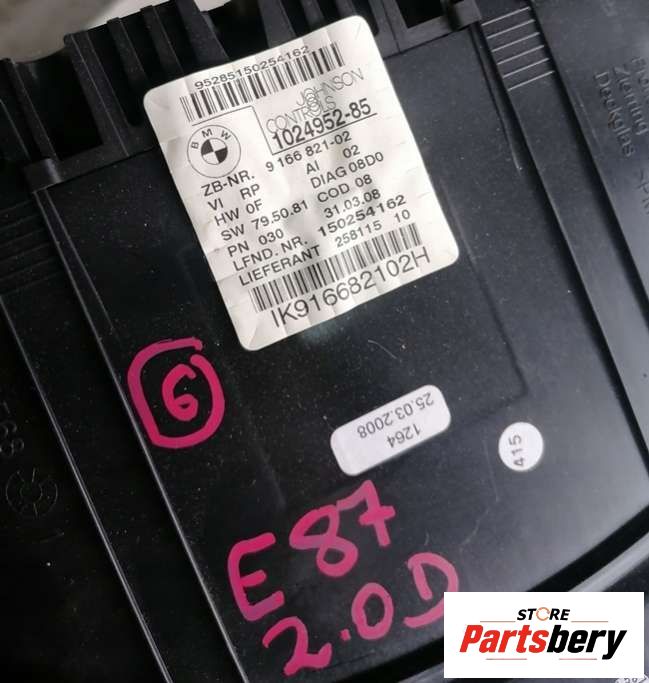 95285150254162
JOHNSON
CONTROLS
BMW
1024952-85
ZB-NR. 9 166 821-02
VI RP AI 02
HW 0F DIAG 08D0
SW 79.50.81 COD 08
PN 030 31.03.08
LFND. NR. 150254162
LIEFERANT 258115 10
IK916682102H
6
1264
25.03.2008
415
E87
2.0D
Deckglas
STORE
Partsbery